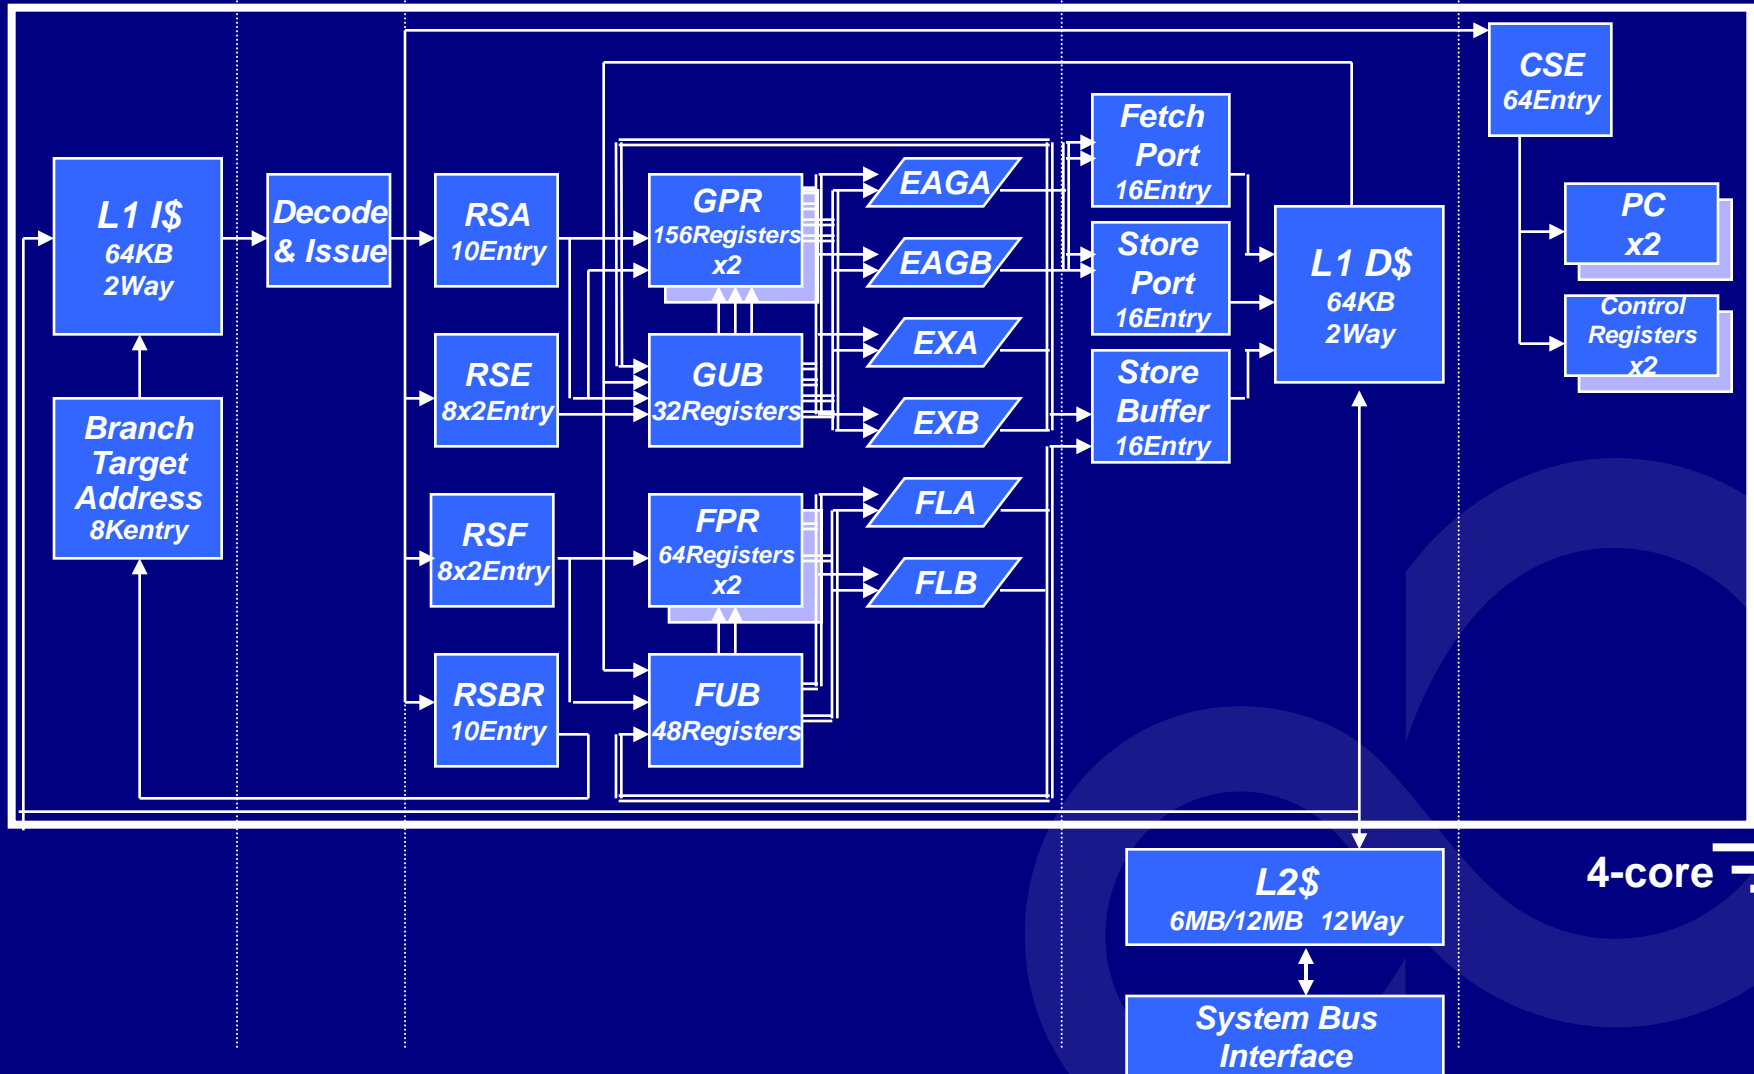 L1 I$
64KB
2Way
Branch
Target
Address
8Kentry
Decode
& Issue
RSA
10Entry
RSE
8x2Entry
RSF
8x2Entry
RSBR
10Entry
GPR
156Registers
x2
GUB
32Registers
FPR
64Registers
x2
FUB
48Registers
EAGA
EAGB
EXA
EXB
FLA
FLB
Fetch
Port
16Entry
Store
Port
16Entry
Store
Buffer
16Entry
L1 D$
64KB
2Way
CSE
64Entry
PC
x2
Control
Registers
x2
4-core
L2$
6MB/12MB 12Way
System Bus
Interface